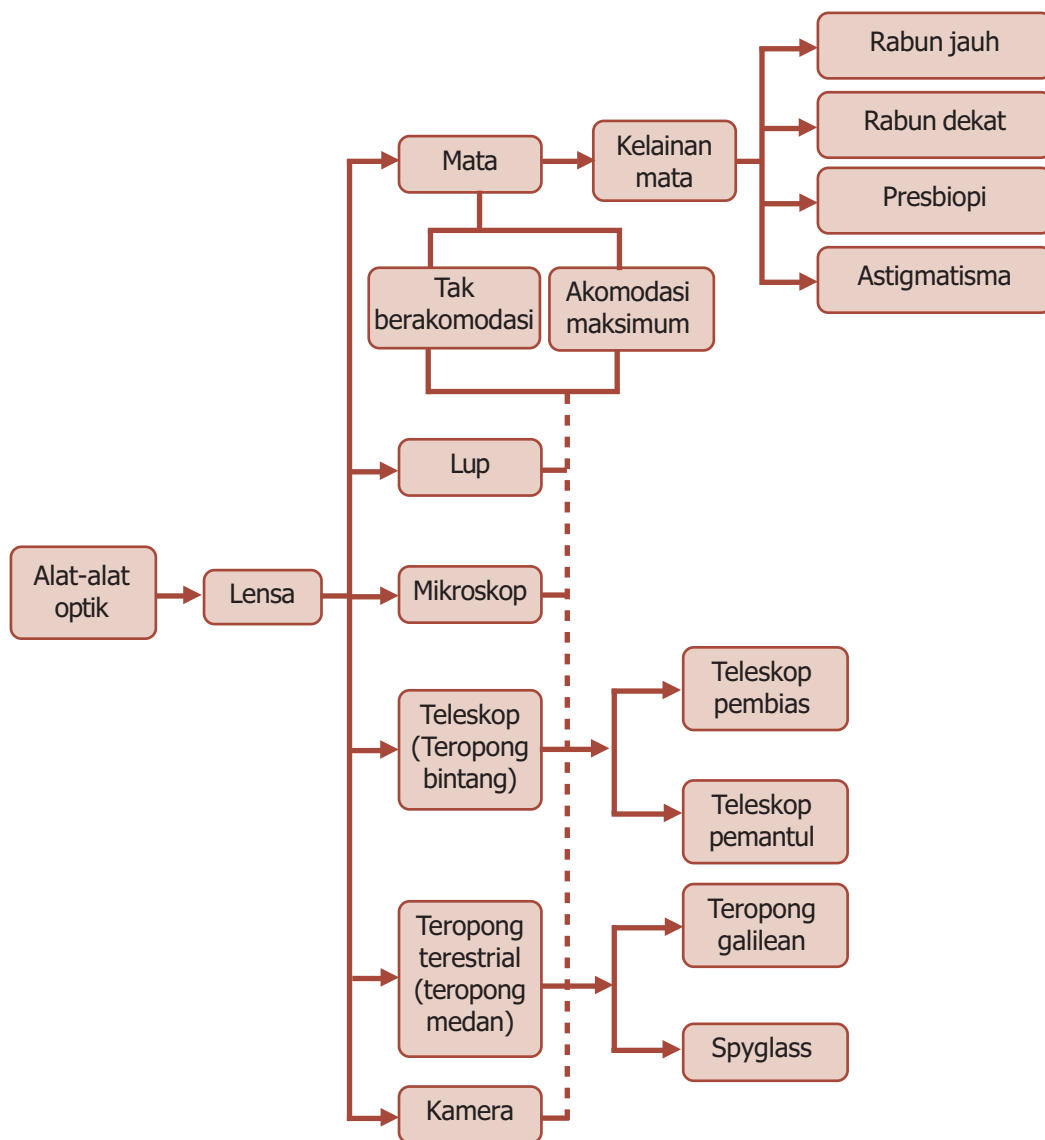 Rabun jauh
Rabun dekat
Mata
Kelainan
mata
Presbiopi
Astigmatisma
Tak
berakomodasi
Akomodasi
maksimum
Lup
Alat-alat
optik
Lensa
Mikroskop
Teleskop
(Teropong
bintang)
Teleskop
pembias
Teleskop
pemantul
Teropong
terestrial
(teropong
medan)
Teropong
galilean
Spyglass
Kamera